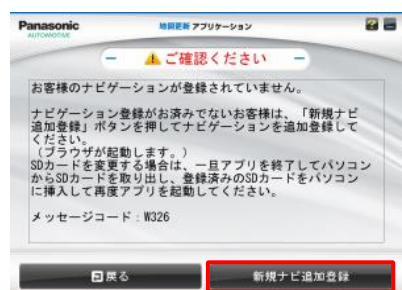 Panasonic
AUTOMOTIVE
地図更新 アプリケーション
ご確認ください
お客様のナビゲーションが登録されていません。
ナビゲーション登録がお済みでないお客様は、「新規ナビ
追加登録」ボタンを押してナビゲーションを追加登録して
ください。
(ブラウザが起動します。)
SDカードを変更する場合は、一旦アプリを終了してパソコン
からSDカードを取り出し、登録済みのSDカードをパソコン
に挿入して再度アプリを起動してください。
メッセージコード：W326
戻る
新規ナビ追加登録